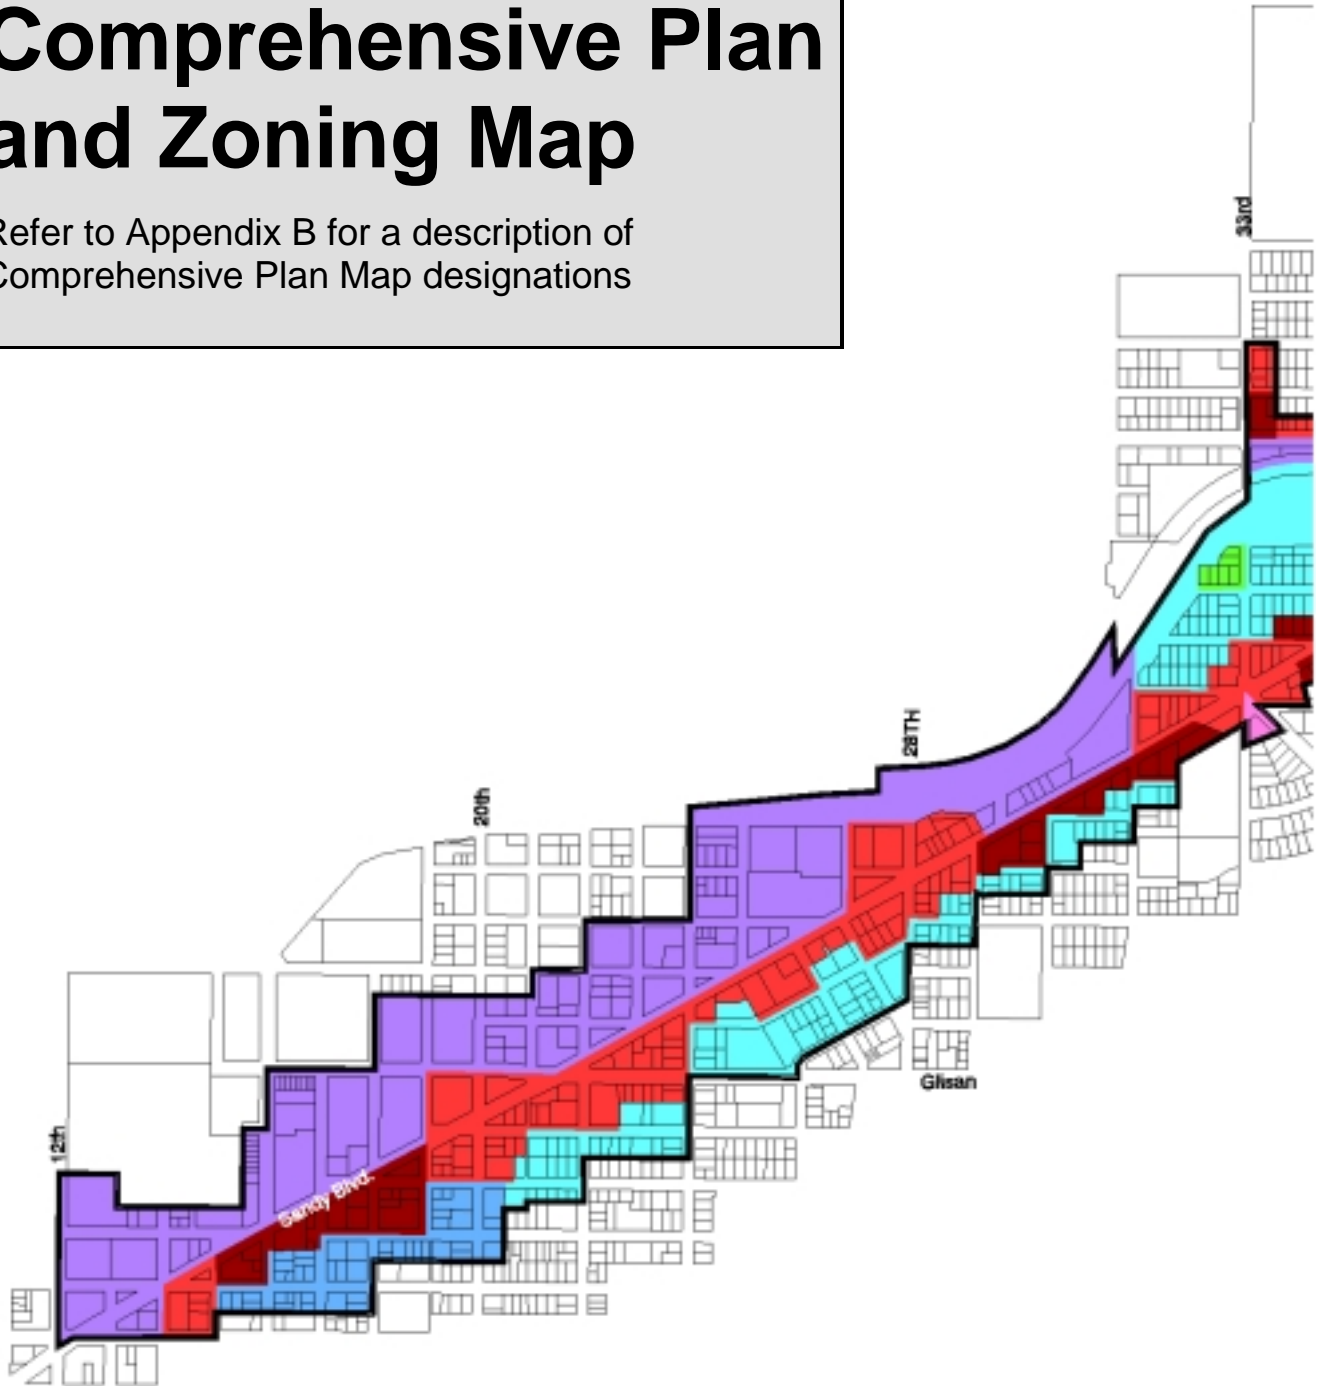 Comprehensive Plan
and Zoning Map
Refer to Appendix B for a description of
Comprehensive Plan Map designations
33rd
28TH
20th
Glisan
12th
Sandy Blvd.